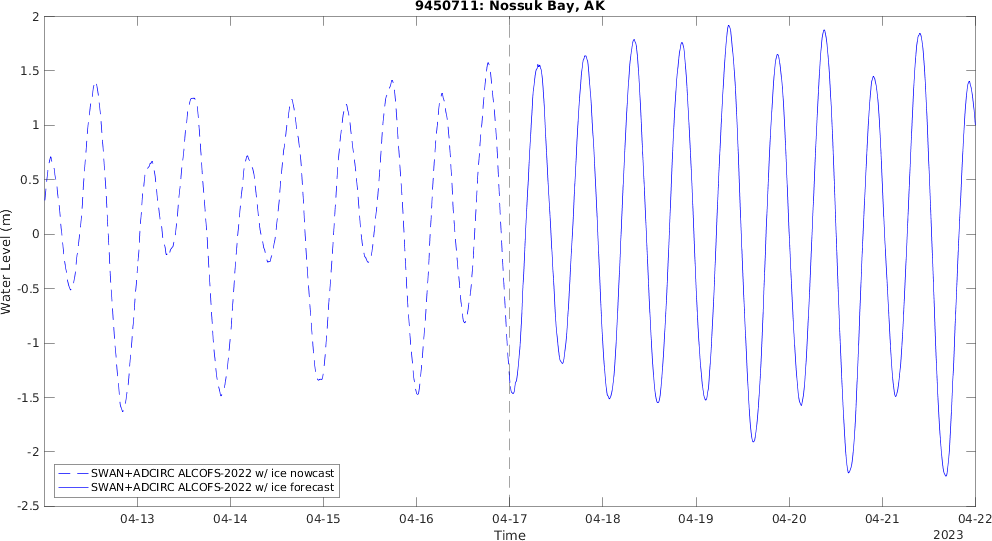 9450711: Nossuk Bay, AK
2
1.5
1
0.5
0
-0.5
-1
-1.5
-2
-2.5
Water Level (m)
SWAN+ADCIRC ALCOFS-2022 w/ ice nowcast
SWAN+ADCIRC ALCOFS-2022 w/ ice forecast
04-13 04-14 04-15 04-16 04-17 04-18 04-19 04-20 04-21 04-22
Time
2023